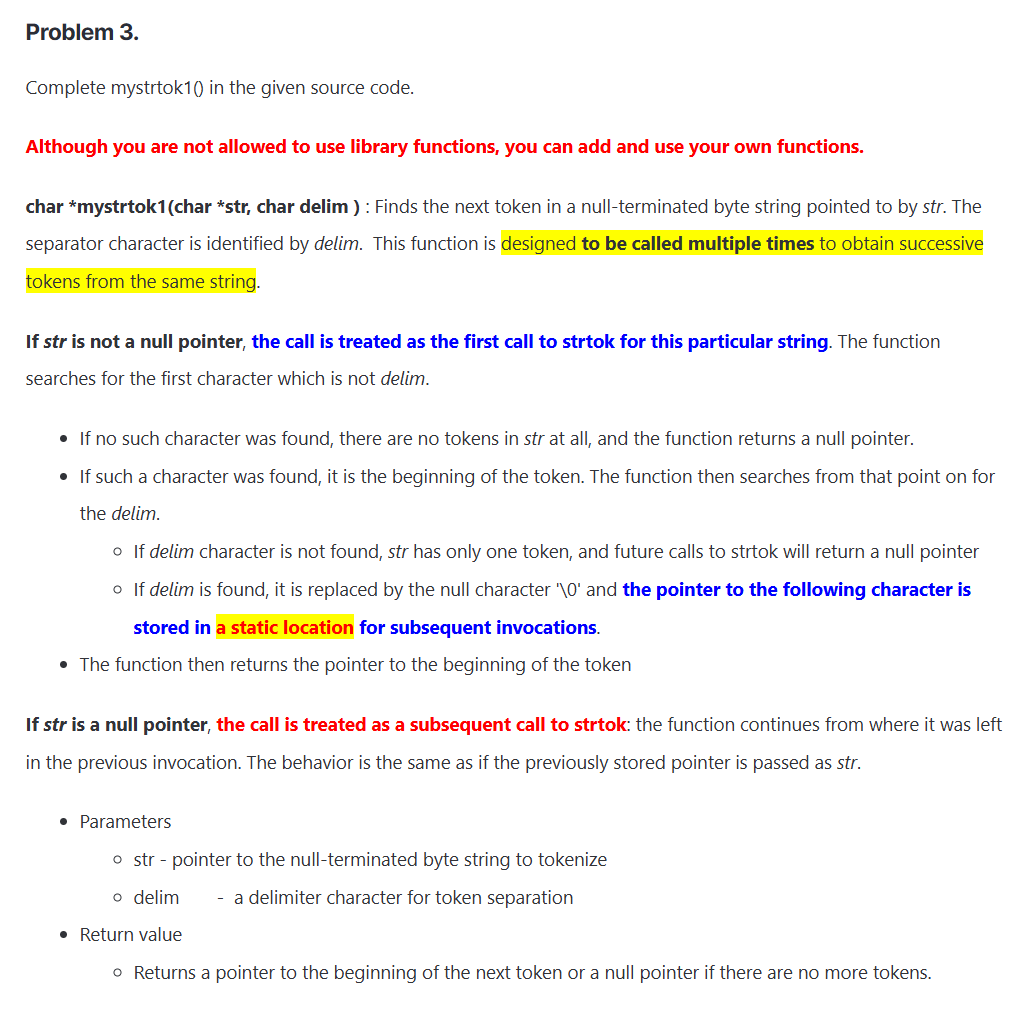 Problem 3.
Complete mystrtok1() in the given source code.
Although you are not allowed to use library functions, you can add and use your own functions.
char *mystrtok1(char *str, char delim ) : Finds the next token in a null-terminated byte string pointed to by str. The
separator character is identified by delim.  This function is designed to be called multiple times to obtain successive
tokens from the same string.
If str is not a null pointer, the call is treated as the first call to strtok for this particular string. The function
searches for the first character which is not delim.
• If no such character was found, there are no tokens in str at all, and the function returns a null pointer.
• If such a character was found, it is the beginning of the token. The function then searches from that point on for
the delim.
○ If delim character is not found, str has only one token, and future calls to strtok will return a null pointer
○ If delim is found, it is replaced by the null character '\0' and the pointer to the following character is
stored in a static location for subsequent invocations.
• The function then returns the pointer to the beginning of the token
If str is a null pointer, the call is treated as a subsequent call to strtok: the function continues from where it was left
in the previous invocation. The behavior is the same as if the previously stored pointer is passed as str.
• Parameters
○ str - pointer to the null-terminated byte string to tokenize
○ delim - a delimiter character for token separation
• Return value
○ Returns a pointer to the beginning of the next token or a null pointer if there are no more tokens.